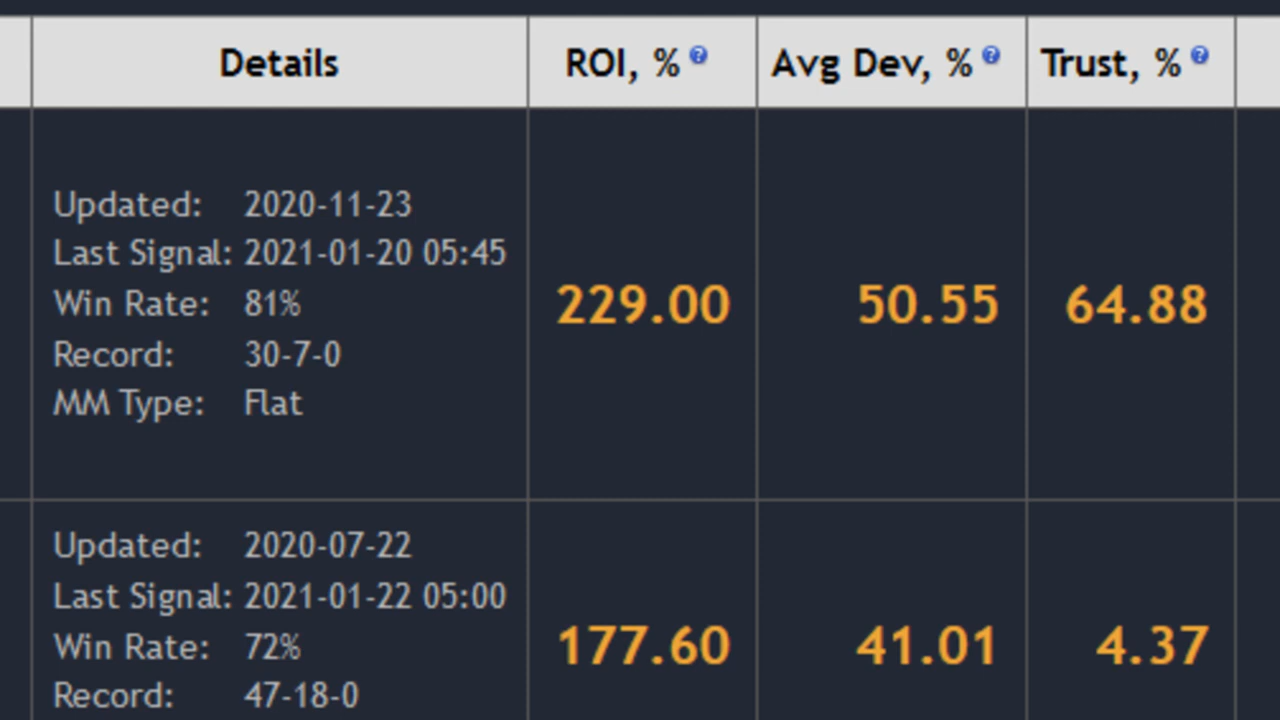 Details ROI, % Avg Dev, % Trust, %
Updated: 2020-11-23
Last Signal: 2021-01-20 05:45
Win Rate: 81%
Record: 30-7-0
MM Type: Flat
229.00 50.55 64.88
Updated: 2020-07-22
Last Signal: 2021-01-22 05:00
Win Rate: 72%
Record: 47-18-0
177.60 41.01 4.37